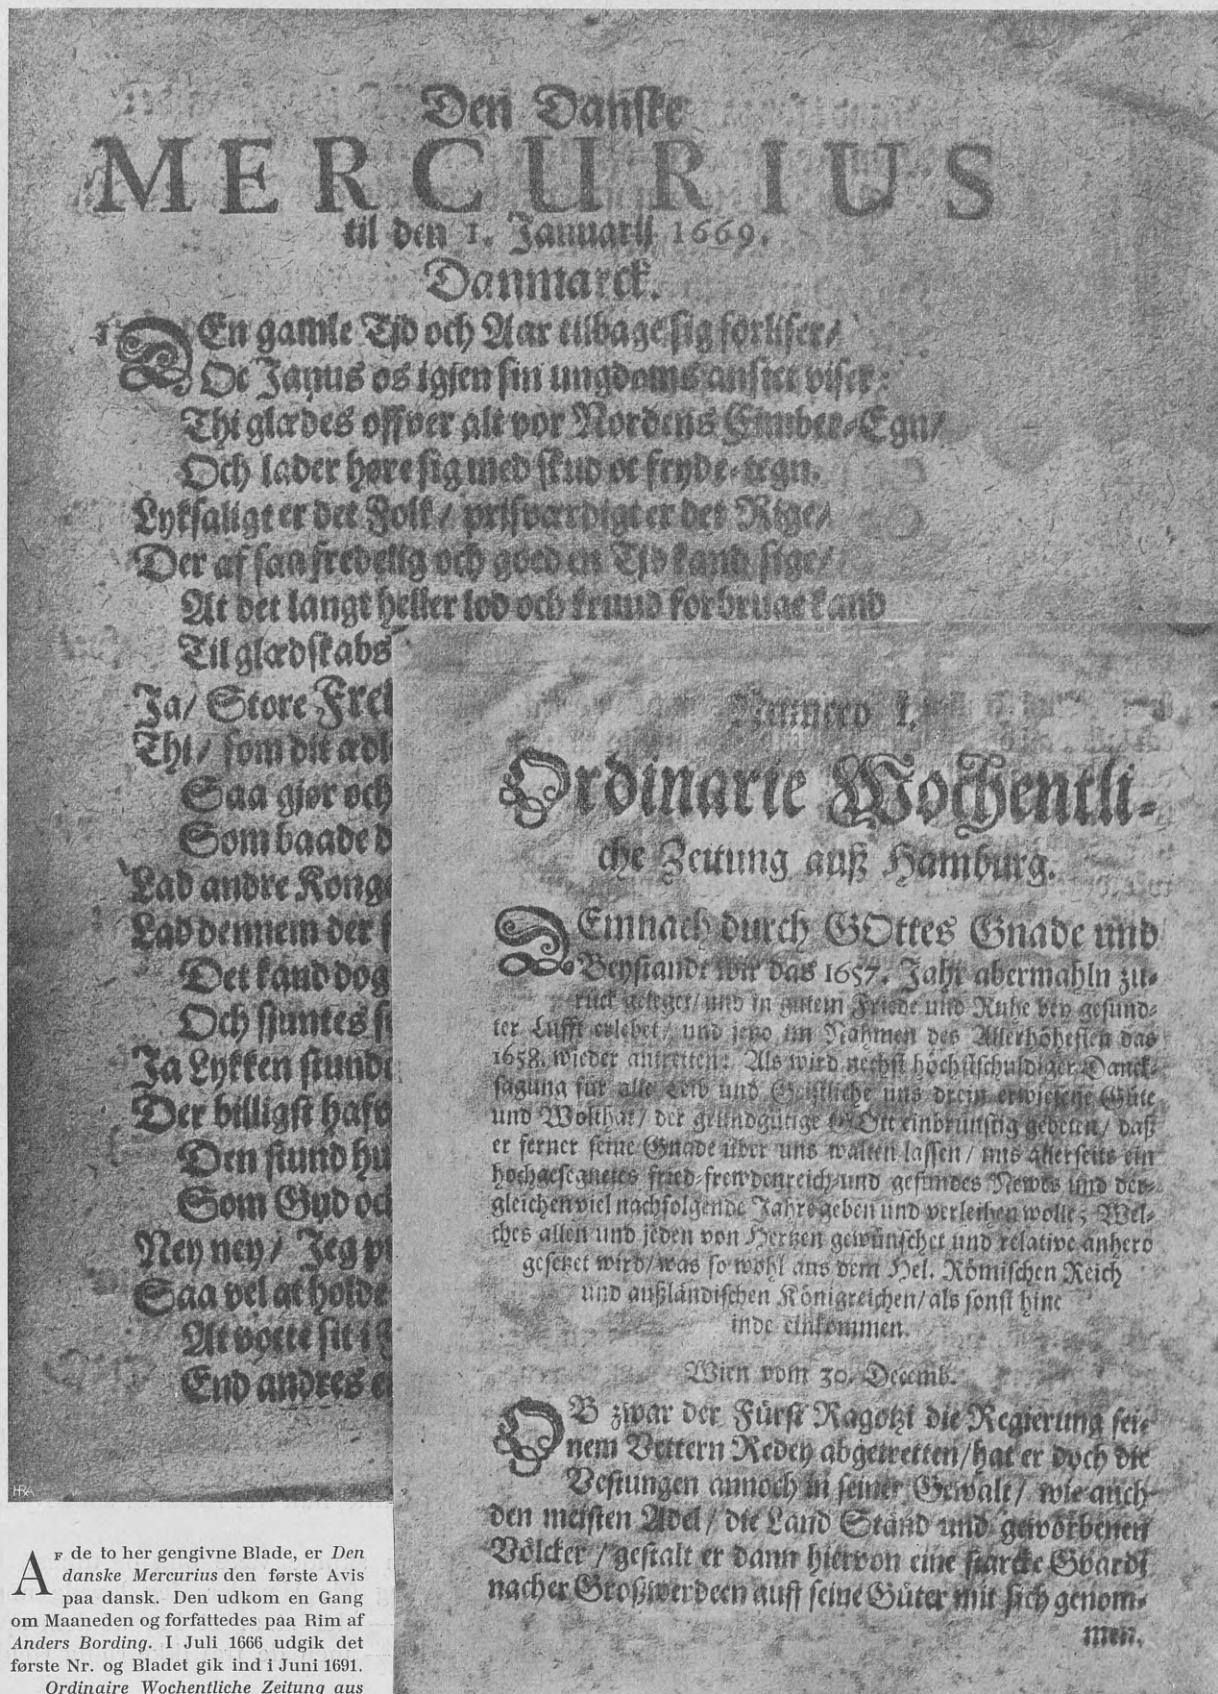 Den Danske
MERCURIUS
til den 1. Januarij 1669.
Danmarck.
DEn gamle Tjd och Aar tilbage sig forliser/
Oc Janus os igjen sin ungdoms ansict viser:
Thi glædes offver alt vor Nordens Cimber-Egn/
Och lader høre sig med skud oc fryde-tegn.
Lyksaligt er det Folk/ prisværdigt er det Rige/
Der af saa fredelig och goed en Tjd kand sige/
At det langt heller lod och krund forbruge kand
Til glædskabs
Ja/ Store Fre
Thi/ som dit ædl
Saa gjør och
Som baade d
Lad andre Konge
Lad dennem der
Det kand dog
Och stuntes
Ja Lykken stund
Der billigst hafv
Den stund hu
Som Gud och
Ney ney/ Jeg
Saa vel at holde
At vocte sit i
End andres
Numero 1.
Ordinarie Wochentli-
che Zeitung auß Hamburg.
DEmnach durch GOttes Gnade und
Beystandt wir das 1657. Jahr abermahln zu-
rück geleget/ und in gutem Friede und Ruhe bey gesund-
ter Lufft erlebet/ und jetzo im Nahmen des Allerhöhesten das
1658. wieder antretten: Als wird nechst höchstschuldiger Danck-
sagung für alle Leib und Geistliche uns drein erwiesene Güte
und Wolthat/ der grundgütige GOtt einbrünstig gebeten/ daß
er ferner seine Gnade über uns walten lassen/ uns allerseits ein
hochgesegnetes fried-frewdenreich-und gesundes Newes und der-
gleichen viel nachfolgende Jahre geben und verleihen wolle; Wel-
ches allen und jeden von Hertzen gewünschet und relative anhero
gesetzet wird/ was so wohl aus dem Hel. Römischen Reich
und außländischen Königreichen/ als sonst hinc
inde einkommen.
Wien vom 30. Decemb.
OB zwar der Fürst Ragotzi die Regierung sei-
nem Vettern Redey abgetretten/ hat er doch die
Vestungen annoch in seiner Gewalt/ wie auch
den meisten Adel/ die Land Ständ und geworbenen
Völcker/ gestalt er dann hiervon eine starcke Gvardi
nacher Großwerdeen auff seine Güter mit sich genom-
men.
HRA
AF de to her gengivne Blade, er Den
danske Mercurius den første Avis
paa dansk. Den udkom en Gang
om Maaneden og forfattedes paa Rim af
Anders Bording. I Juli 1666 udgik det
første Nr. og Bladet gik ind i Juni 1691.
Ordinaire Wochentliche Zeitung aus